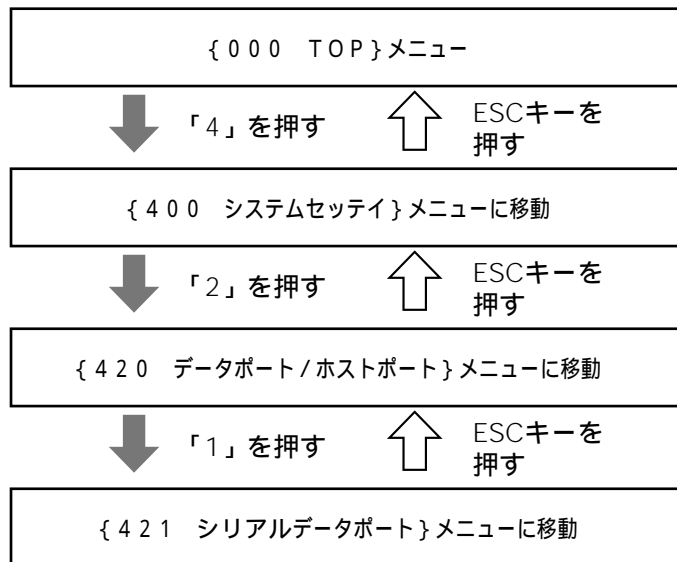 {000 TOP}メニュー
「4」を押す
ESCキーを
押す
{400 システムセッテイ}メニューに移動
「2」を押す
ESCキーを
押す
{420 データポート/ホストポート}メニューに移動
「1」を押す
ESCキーを
押す
{421 シリアルデータポート}メニューに移動